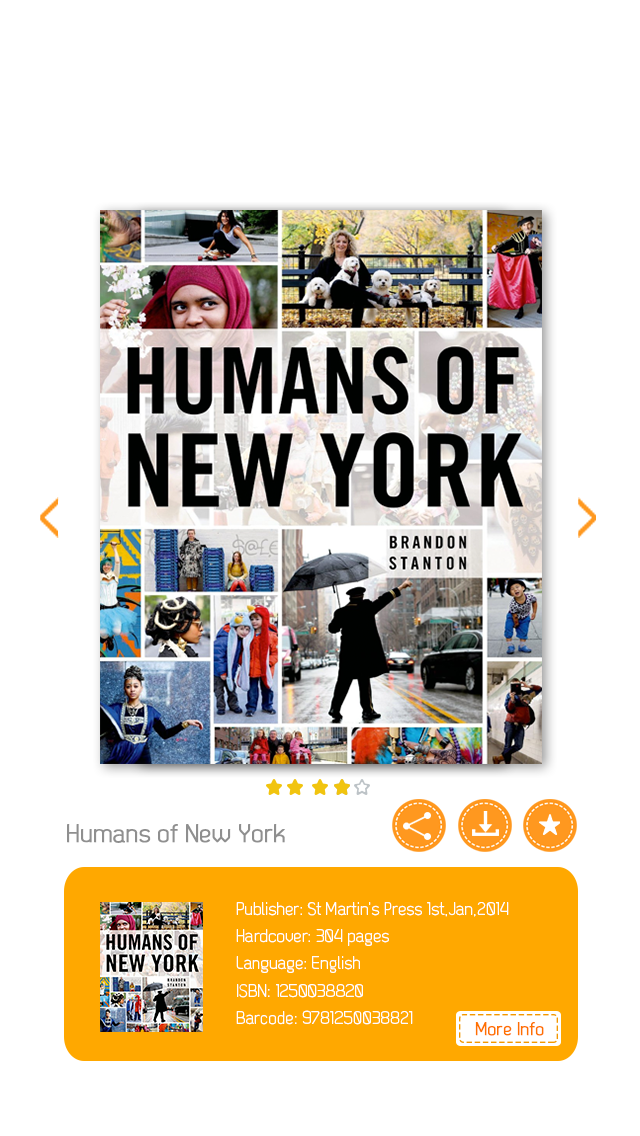 HUMANS OF
NEW YORK
BRANDON
STANTON
Humans of New York
HUMANS OF
NEW YORK
BRANDON
STANTON
Publisher: St Martin's Press 1st,Jan,2014
Hardcover: 304 pages
Language: English
ISBN: 1250038820
Barcode: 9781250038821
More Info